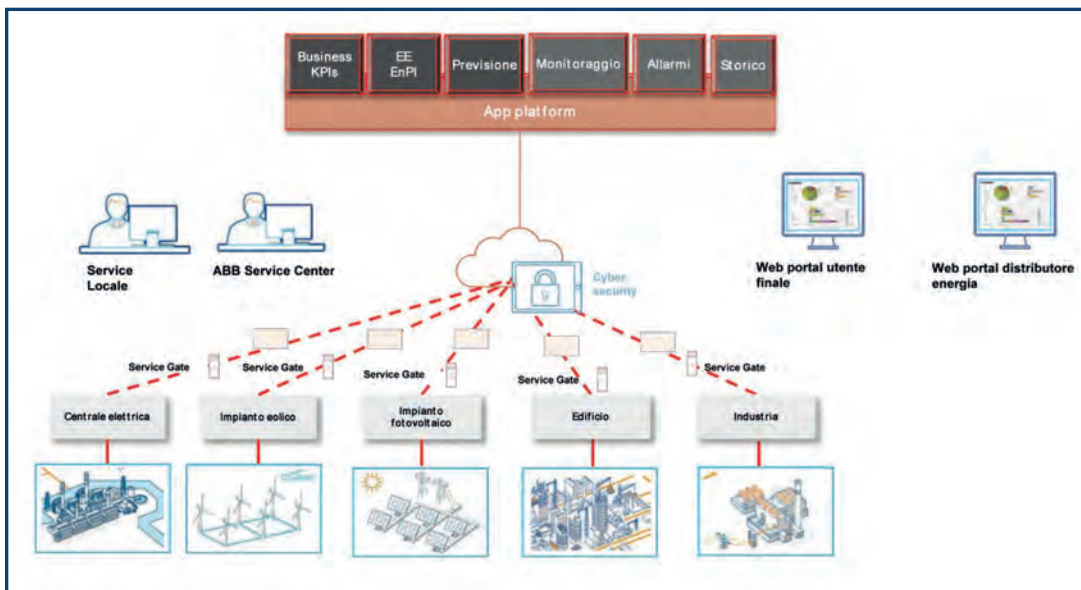 Business
KPIs
EE
EnPI
Previsione
Monitoraggio
Allarmi
Storico
App platform
Service
Locale
ABB Service Center
Cyber
security
Web portal utente
finale
Web portal distributore
energia
Service Gate
Service Gate
Service Gate
Service Gate
Service Gate
Centrale elettrica
Impianto eolico
Impianto
fotovoltaico
Edificio
Industria